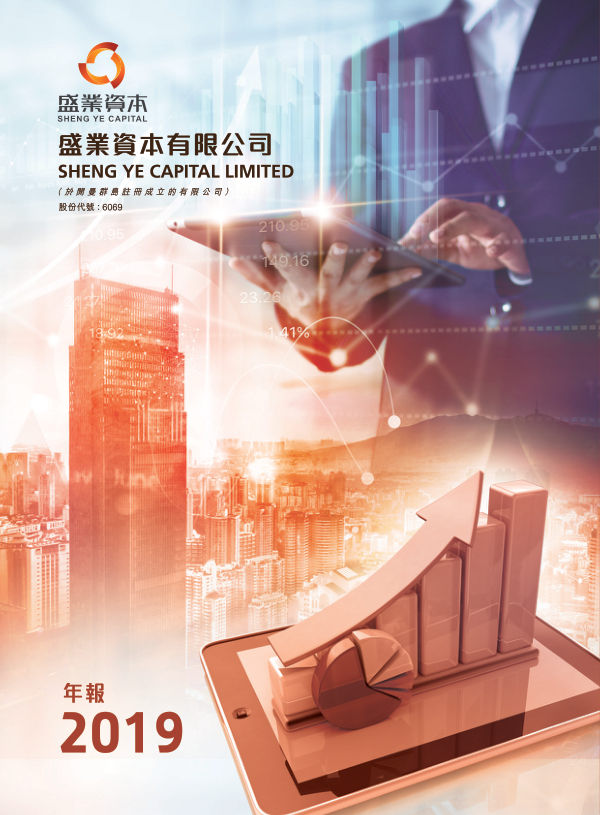 盛業資本
SHENG YE CAPITAL
盛業資本有限公司
SHENG YE CAPITAL LIMITED
（於開曼群島註冊成立的有限公司）
股份代號 : 6069
210.95
110.95
149.16
23.26
13.92
1.41%
年報
2019